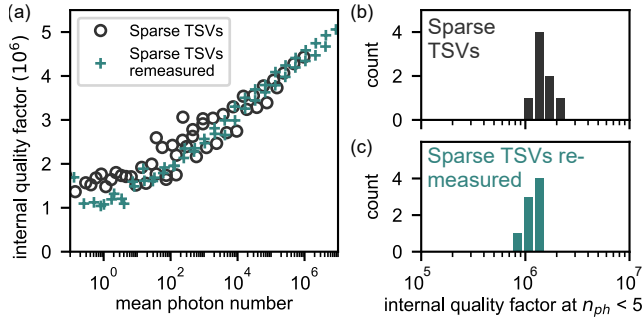 (a)
Sparse TSVs
Sparse TSVs
remeasured
internal quality factor (10^6)
5
4
3
2
1
0
10^0
10^2
10^4
10^6
mean photon number
(b)
Sparse
TSVs
count
4
2
0
(c)
Sparse TSVs re-
measured
count
4
2
0
10^5
10^6
10^7
internal quality factor at n_ph < 5